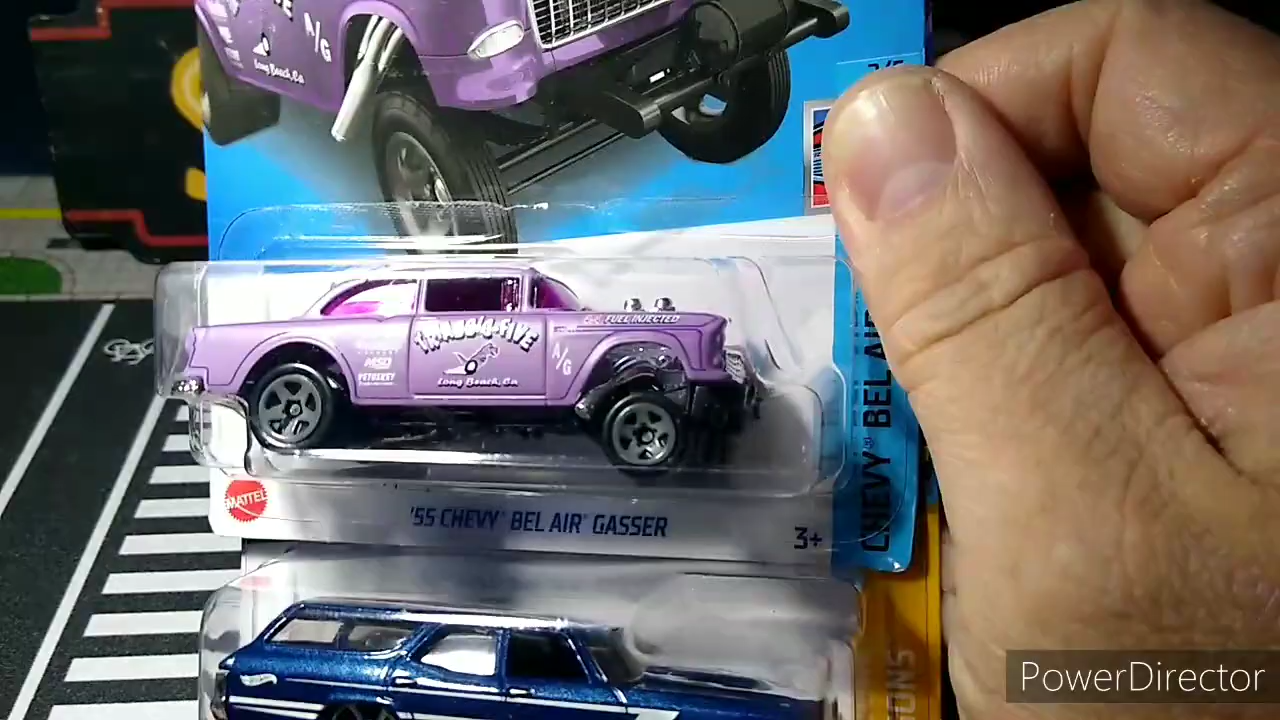 A/G
Long Beach, Ca
TRIASSIC-FIVE
FUEL INJECTED
MSD
A/G
Long Beach, Ca
CHEVY® BEL AIR
MATTEL
'55 CHEVY® BEL AIR® GASSER
3+
PowerDirector